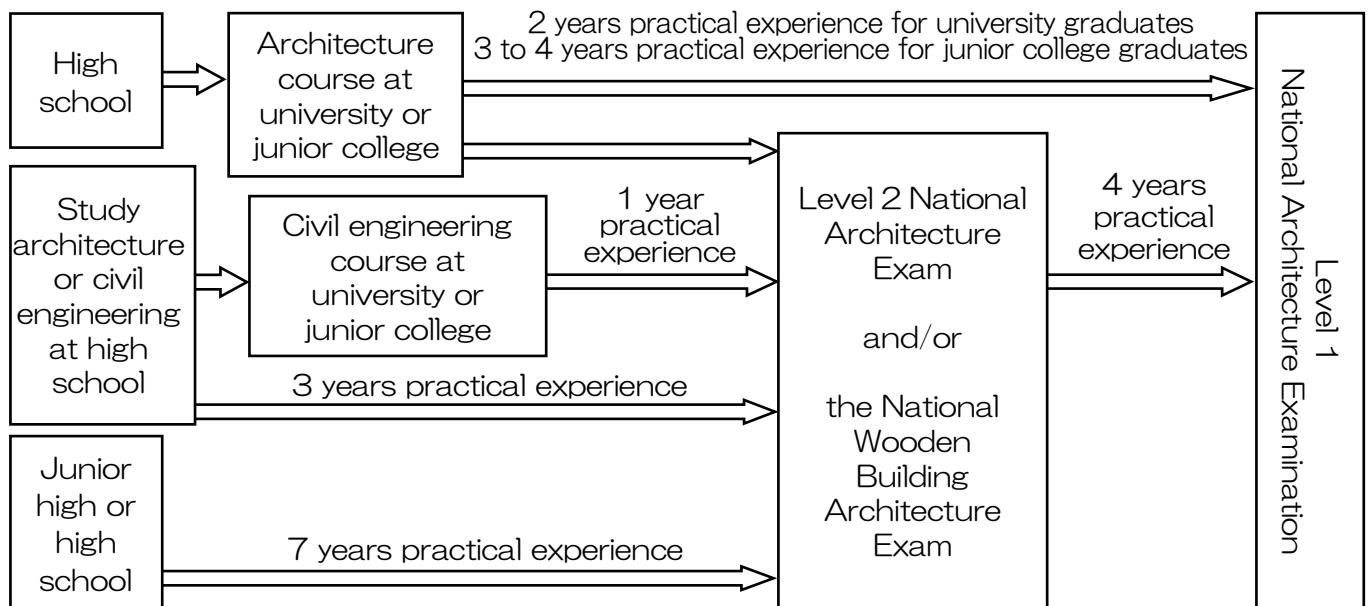 High
school
Architecture
course at
university or
junior college
2 years practical experience for university graduates
3 to 4 years practical experience for junior college graduates
Study
architecture
or civil
engineering
at high
school
Civil engineering
course at
university or
junior college
1 year
practical
experience
3 years practical experience
Junior
high or
high
school
7 years practical experience
Level 2 National
Architecture
Exam
and/or
the National
Wooden
Building
Architecture
Exam
4 years
practical
experience
Level 1
National Architecture Examination